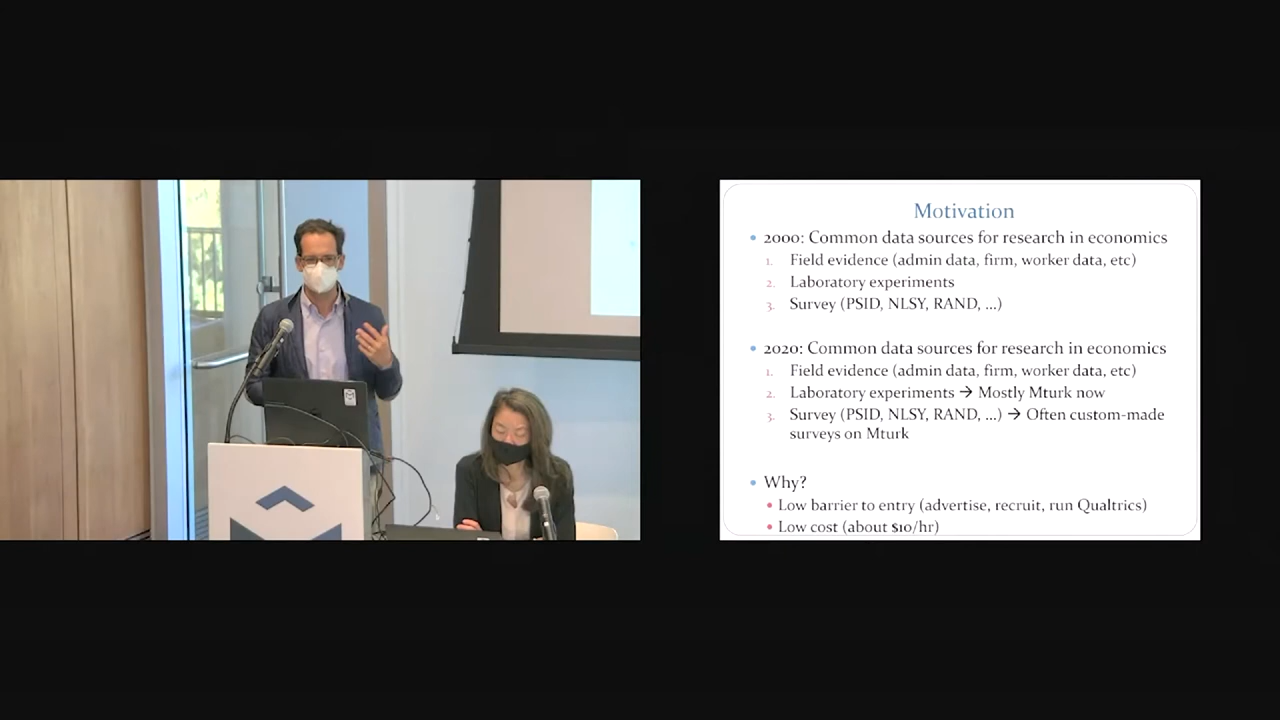 Motivation
• 2000: Common data sources for research in economics
1. Field evidence (admin data, firm, worker data, etc)
2. Laboratory experiments
3. Survey (PSID, NLSY, RAND, ...)
• 2020: Common data sources for research in economics
1. Field evidence (admin data, firm, worker data, etc)
2. Laboratory experiments → Mostly Mturk now
3. Survey (PSID, NLSY, RAND, ...) → Often custom-made
surveys on Mturk
• Why?
• Low barrier to entry (advertise, recruit, run Qualtrics)
• Low cost (about $10/hr)